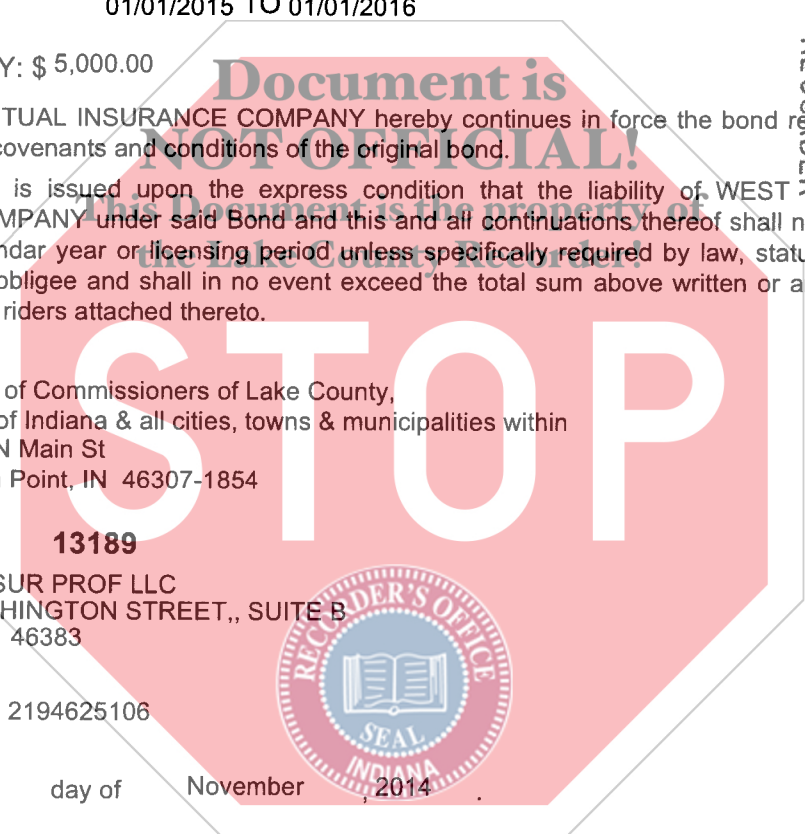 01/01/2015 TO 01/01/2016
Y: $ 5,000.00
Document is
TUAL INSURANCE COMPANY hereby continues in force the bond re
NOT OFFICIAL!
covenants and conditions of the original bond.
is issued upon the express condition that the liability of WEST
This Document is the property of
MPANY under said Bond and this and all continuations thereof shall n
the Lake County Recorder!
ndar year or licensing period unless specifically required by law, statu
obligee and shall in no event exceed the total sum above written or a
riders attached thereto.
STOP
of Commissioners of Lake County,
of Indiana & all cities, towns & municipalities within
N Main St
Point, IN 46307-1854
13189
SUR PROF LLC
HINGTON STREET,, SUITE B
46383
RECORDER'S OFFICE
SEAL
INDIANA
2194625106
day of November , 2014 .